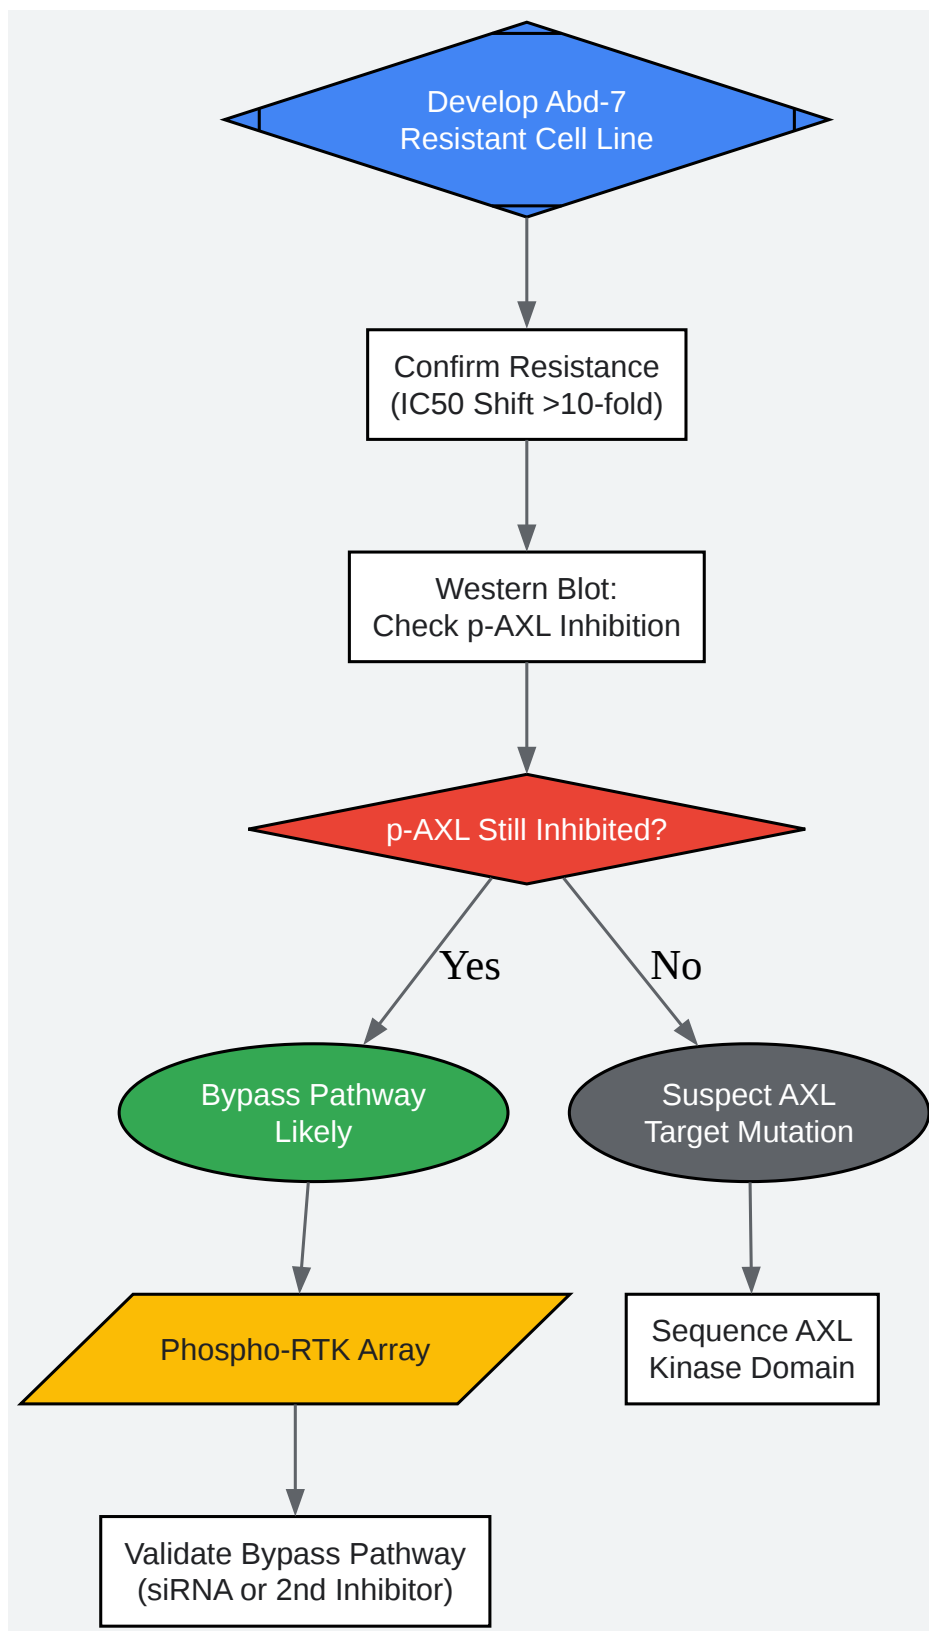 Develop Abd-7
Resistant Cell Line
Confirm Resistance
(IC50 Shift >10-fold)
Western Blot:
Check p-AXL Inhibition
p-AXL Still Inhibited?
Yes
No
Bypass Pathway
Likely
Suspect AXL
Target Mutation
Phospho-RTK Array
Sequence AXL
Kinase Domain
Validate Bypass Pathway
(siRNA or 2nd Inhibitor)